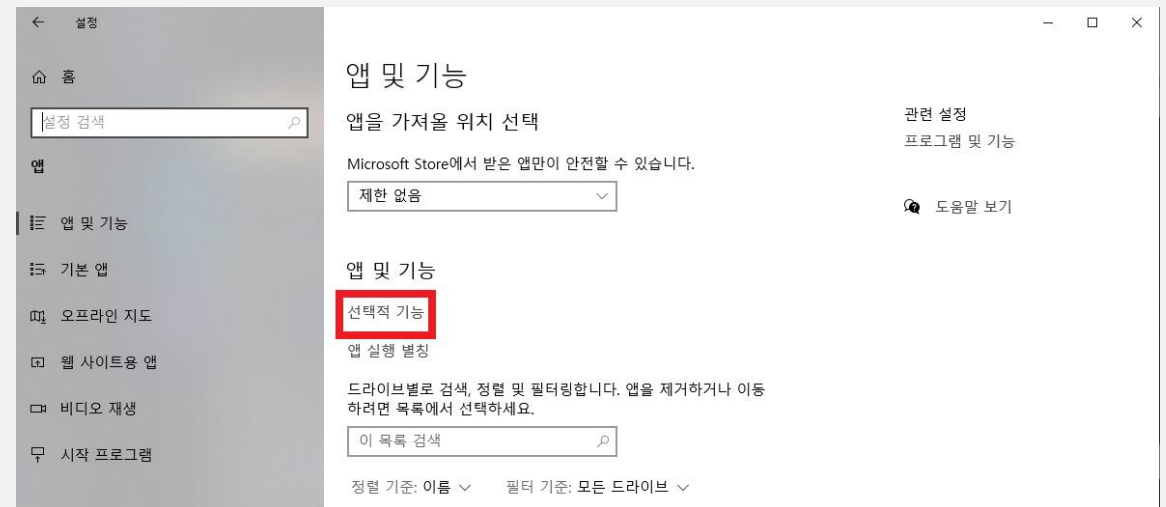 설정
홈
설정 검색
앱
앱 및 기능
기본 앱
오프라인 지도
웹 사이트용 앱
비디오 재생
시작 프로그램
앱 및 기능
앱을 가져올 위치 선택
Microsoft Store에서 받은 앱만이 안전할 수 있습니다.
제한 없음
앱 및 기능
선택적 기능
앱 실행 별칭
드라이브별로 검색, 정렬 및 필터링합니다. 앱을 제거하거나 이동
하려면 목록에서 선택하세요.
이 목록 검색
정렬 기준: 이름 필터 기준: 모든 드라이브
관련 설정
프로그램 및 기능
도움말 보기